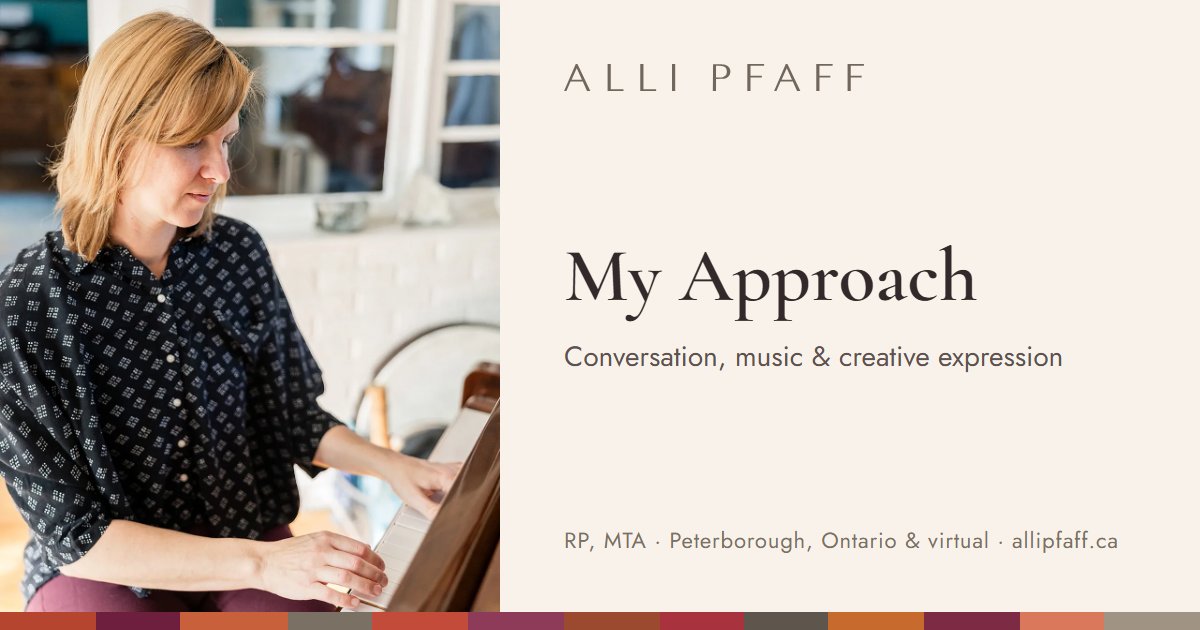 ALLI PFAFF
My Approach
Conversation, music & creative expression
RP, MTA · Peterborough, Ontario & virtual · allipfaff.ca